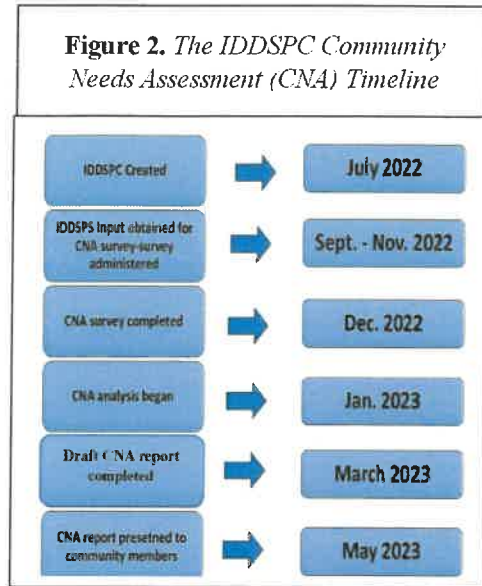 Figure 2. The IDDSPC Community
Needs Assessment (CNA) Timeline
IDDSPC Created
July 2022
IDDSPS Input obtained for
CNA survey-survey
administered
Sept. - Nov. 2022
CNA survey completed
Dec. 2022
CNA analysis began
Jan. 2023
Draft CNA report
completed
March 2023
CNA report presetned to
community members
May 2023